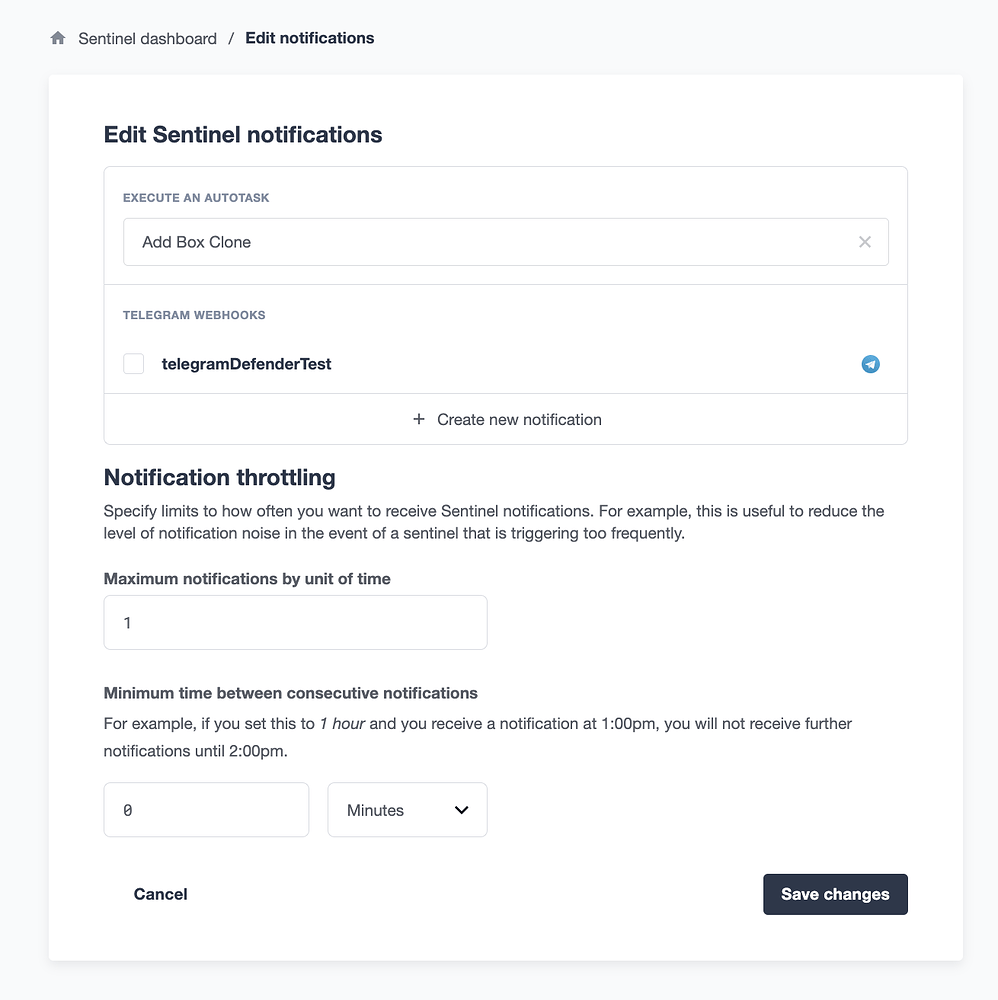 Sentinel dashboard / Edit notifications
Edit Sentinel notifications
EXECUTE AN AUTOTASK
Add Box Clone
TELEGRAM WEBHOOKS
telegramDefenderTest
+ Create new notification
Notification throttling
Specify limits to how often you want to receive Sentinel notifications. For example, this is useful to reduce the
level of notification noise in the event of a sentinel that is triggering too frequently.
Maximum notifications by unit of time
1
Minimum time between consecutive notifications
For example, if you set this to 1 hour and you receive a notification at 1:00pm, you will not receive further
notifications until 2:00pm.
0 Minutes
Cancel Save changes